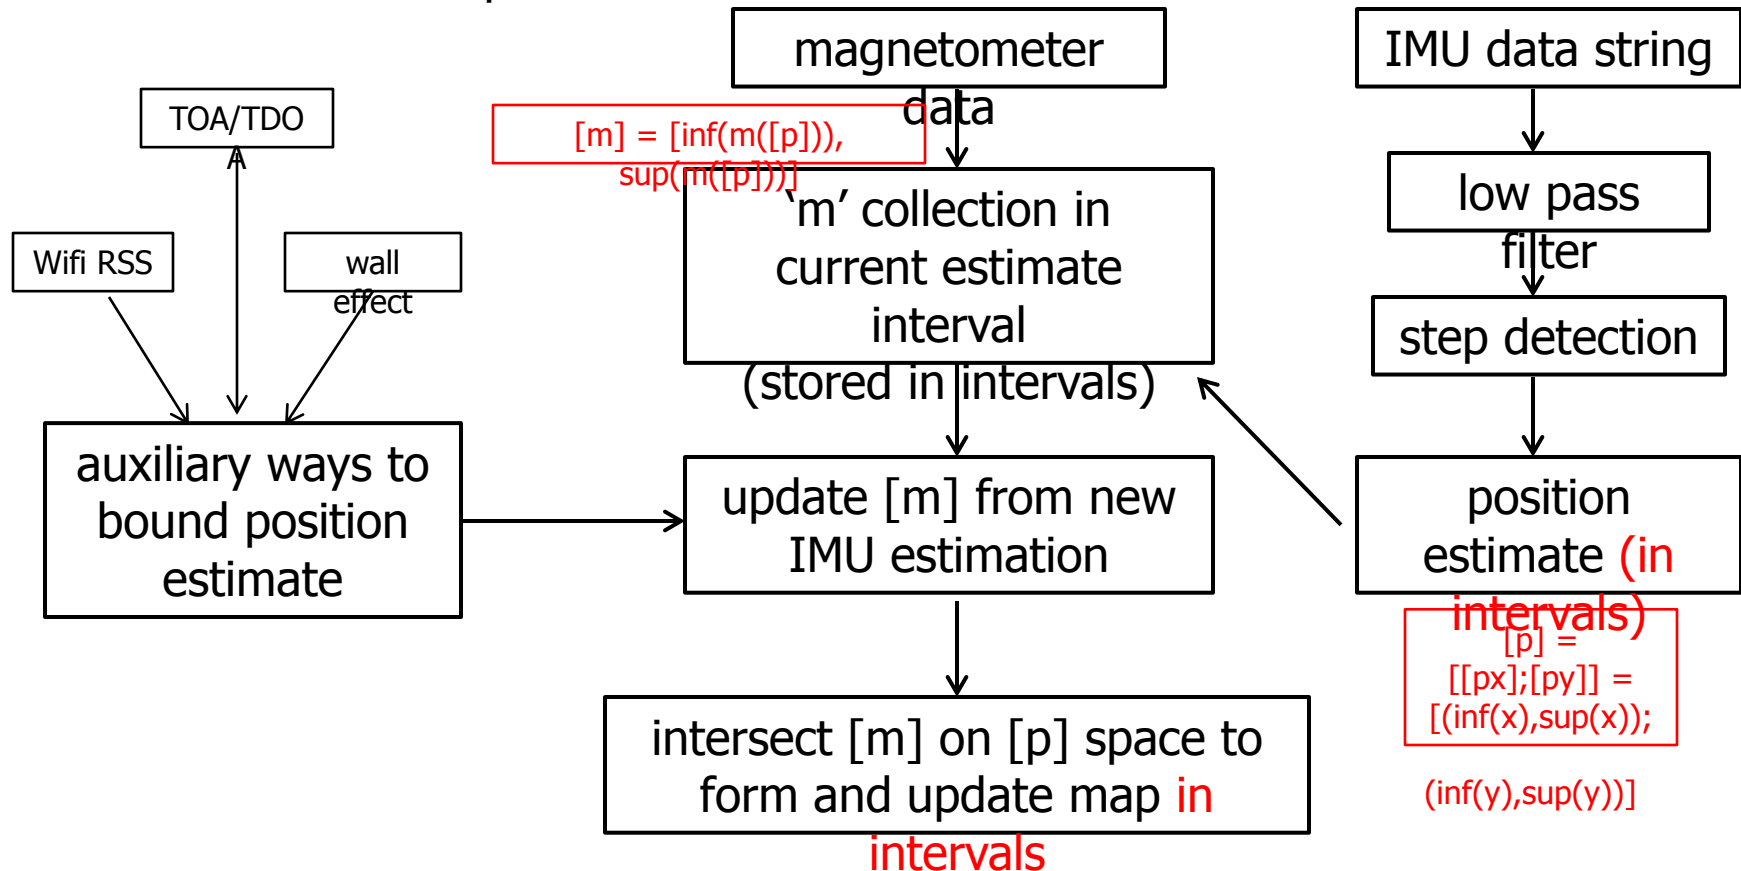 magnetometer
data
IMU data string
TOA/TDO
A
[m] = [inf(m([p])),
sup(m([p]))]
low pass
filter
Wifi RSS
wall
effect
‘m’ collection in
current estimate
interval
(stored in intervals)
step detection
auxiliary ways to
bound position
estimate
update [m] from new
IMU estimation
position
estimate (in
intervals)
[p] =
[[px];[py]] =
[(inf(x),sup(x));
(inf(y),sup(y))]
intersect [m] on [p] space to
form and update map in
intervals